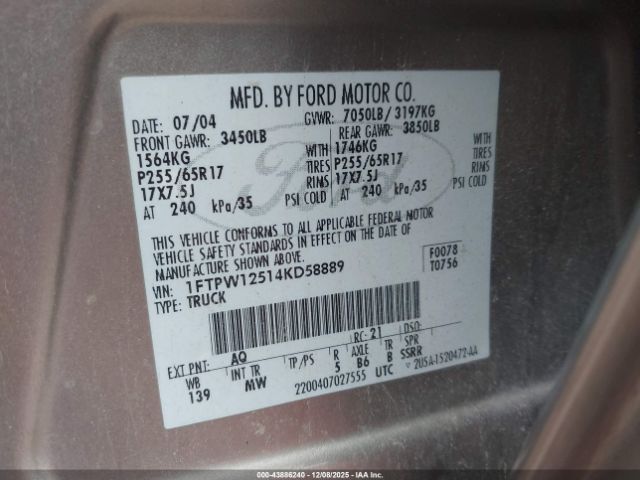 MFD. BY FORD MOTOR CO.
DATE: 07/04 GVWR: 7050LB/ 3197KG
FRONT GAWR: 3450LB REAR GAWR: 3850LB
1564KG WITH 1746KG WITH
P255/65R17 TIRES P255/65R17 TIRES
17X7.5J RIMS 17X7.5J RIMS
AT 240 kPa/35 PSI COLD AT 240 kPa/35 PSI COLD
Ford
THIS VEHICLE CONFORMS TO ALL APPLICABLE FEDERAL MOTOR
VEHICLE SAFETY STANDARDS IN EFFECT ON THE DATE OF
MANUFACTURE SHOWN ABOVE.
VIN: 1FTPW12514KD58889 F0078
TYPE: TRUCK T0756
EXT PNT: AQ RC: 21 DSO:
WB INT TR TP/PS R AXLE TR SPR
139 MW 5 B6 B SSRR
2200407027555 UTC 2U5A-1520472-AA
000-43886240 - 12/08/2025 - IAA Inc.